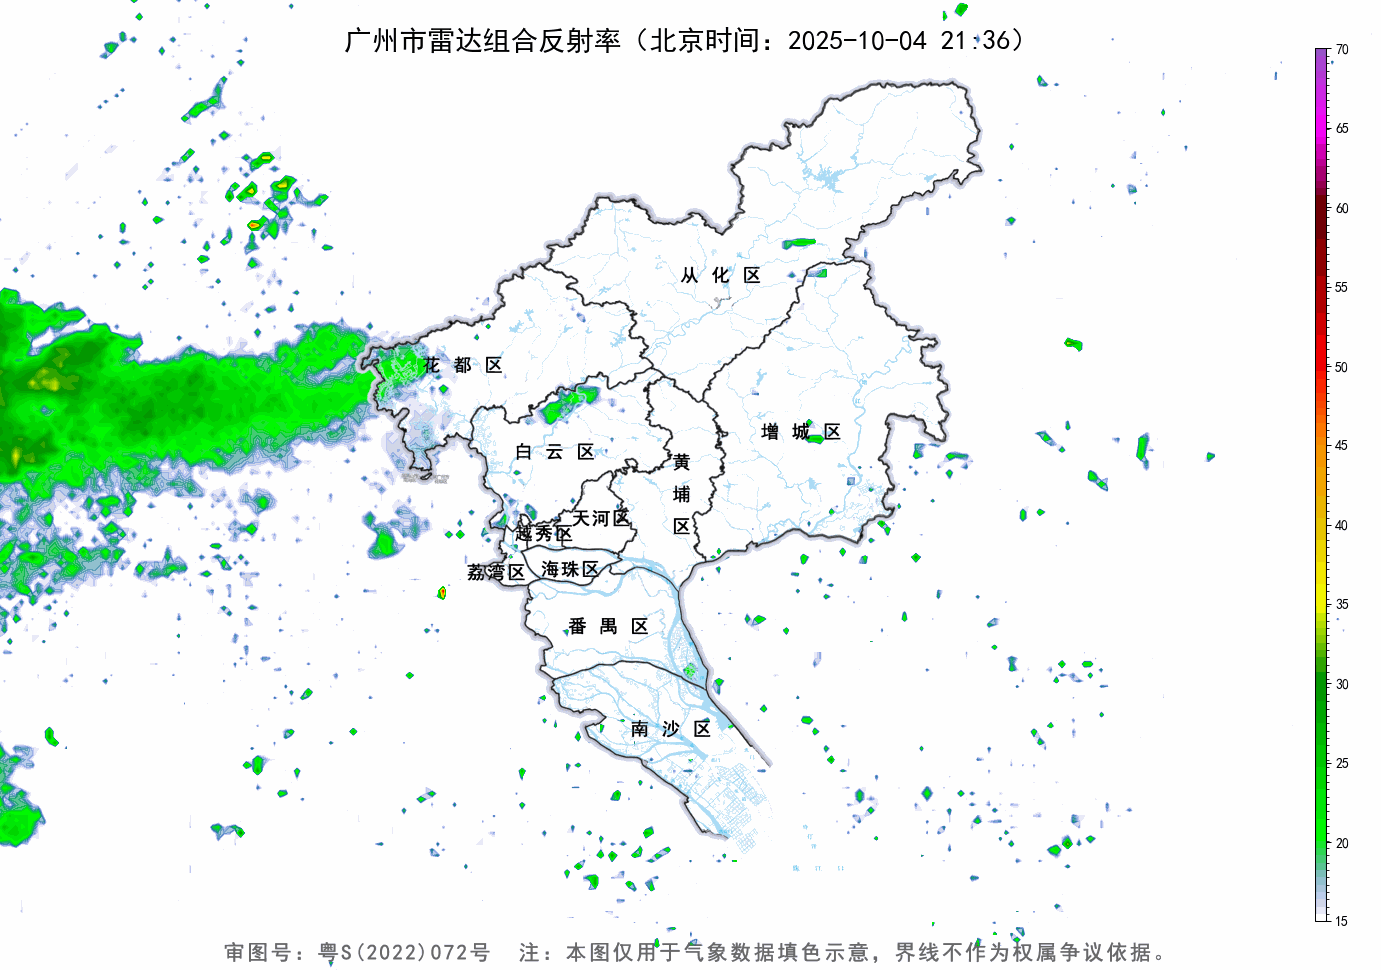 广州市雷达组合反射率（北京时间：2025-10-04 21:36）
70
65
60
55
50
45
40
35
30
25
20
15
从化区
花都区
增城区
白云区
黄埔区
天河区
越秀区
荔湾区
海珠区
番禺区
南沙区
审图号：粤S(2022)072号 注：本图仅用于气象数据填色示意，界线不作为权属争议依据。